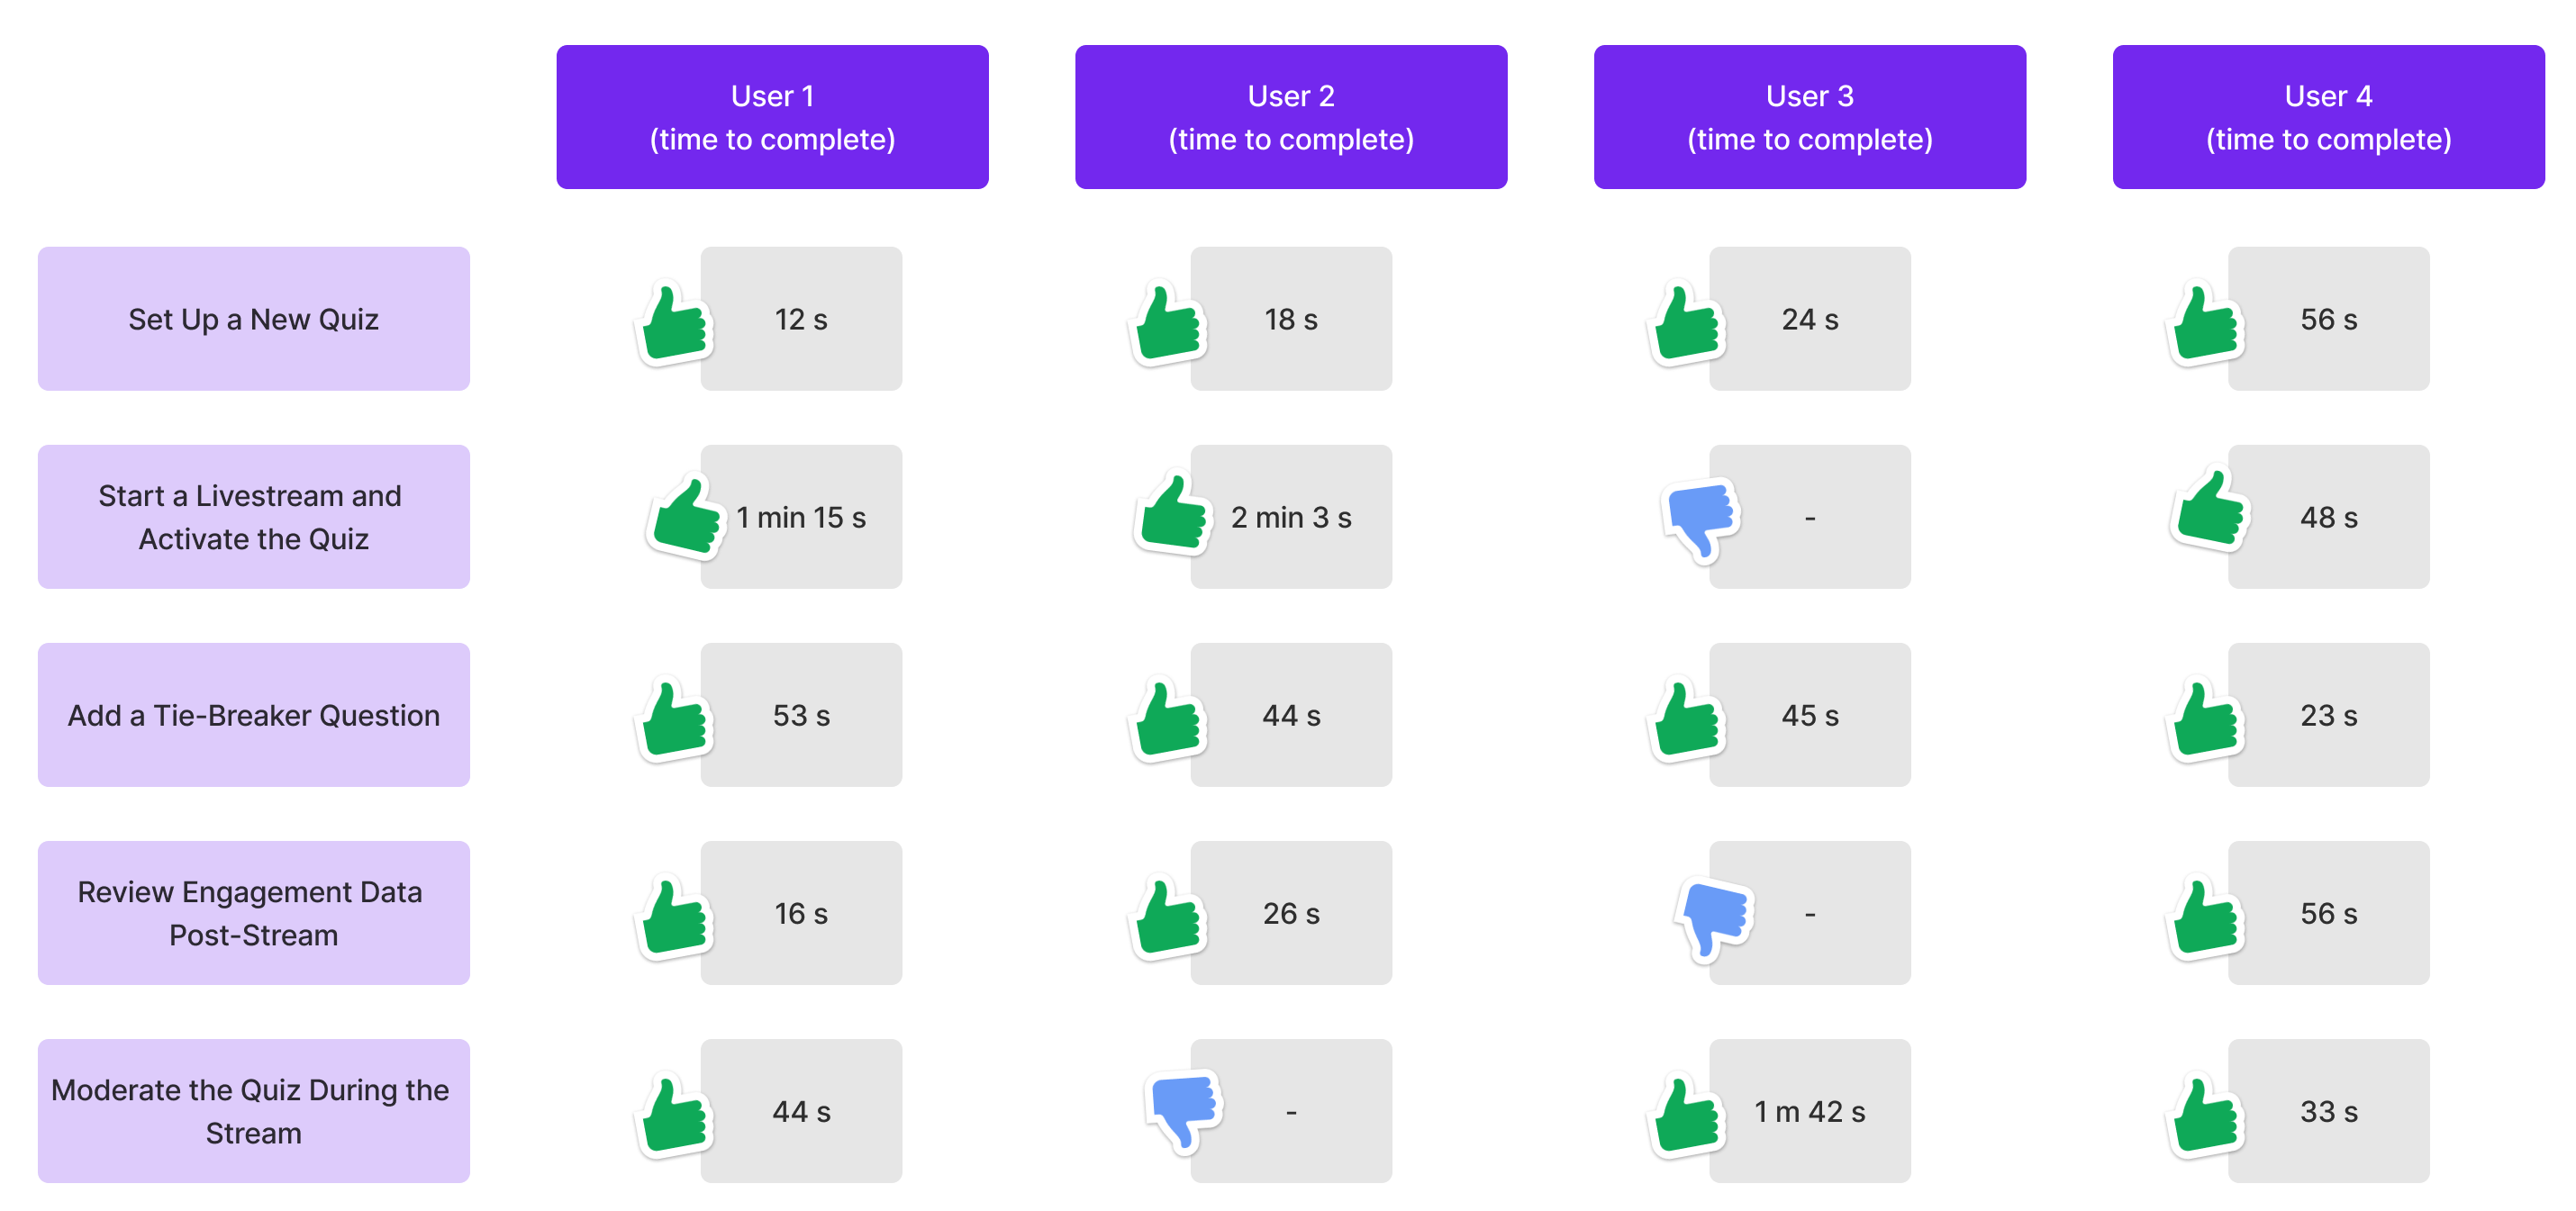 User 1
(time to complete)
User 2
(time to complete)
User 3
(time to complete)
User 4
(time to complete)
Set Up a New Quiz
12 s
18 s
24 s
56 s
Start a Livestream and
Activate the Quiz
1 min 15 s
2 min 3 s
-
48 s
Add a Tie-Breaker Question
53 s
44 s
45 s
23 s
Review Engagement Data
Post-Stream
16 s
26 s
-
56 s
Moderate the Quiz During the
Stream
44 s
-
1 m 42 s
33 s